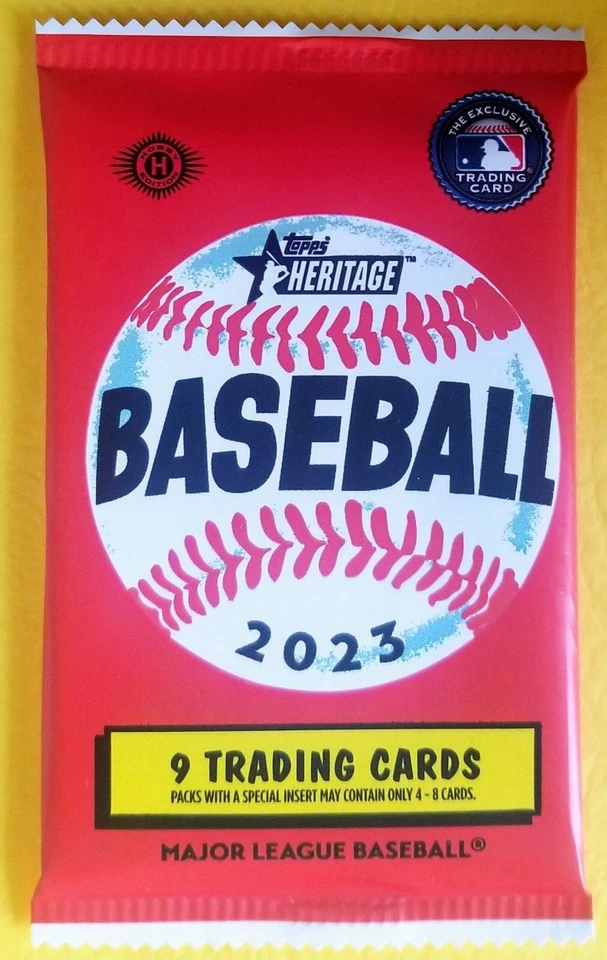 HOBBY
H
EDITION
THE EXCLUSIVE
TRADING
CARD®
Topps
HERITAGE™
BASEBALL
2023
9 TRADING CARDS
PACKS WITH A SPECIAL INSERT MAY CONTAIN ONLY 4 - 8 CARDS.
MAJOR LEAGUE BASEBALL®